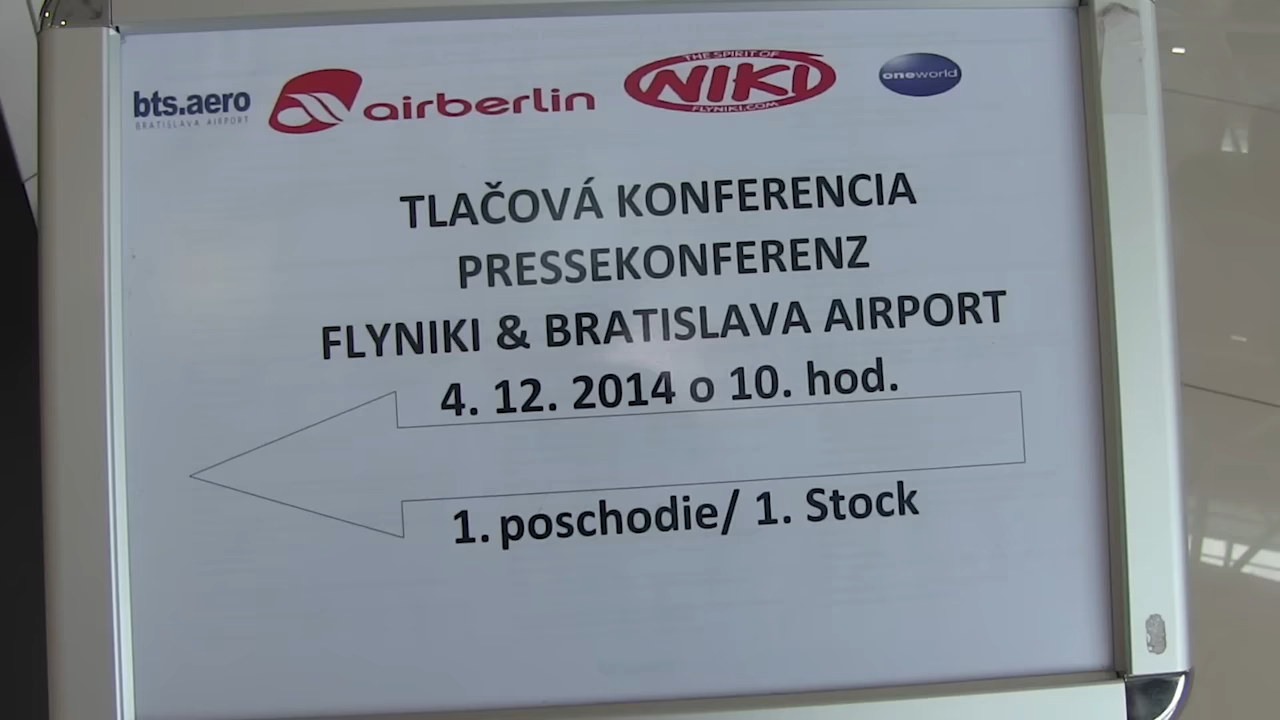 bts.aero
BRATISLAVA AIRPORT
airberlin
THE SPIRIT OF
NIKI
FLYNIKI.COM
oneworld
TLAČOVÁ KONFERENCIA
PRESSEKONFERENZ
FLYNIKI & BRATISLAVA AIRPORT
4. 12. 2014 o 10. hod.
1. poschodie/ 1. Stock